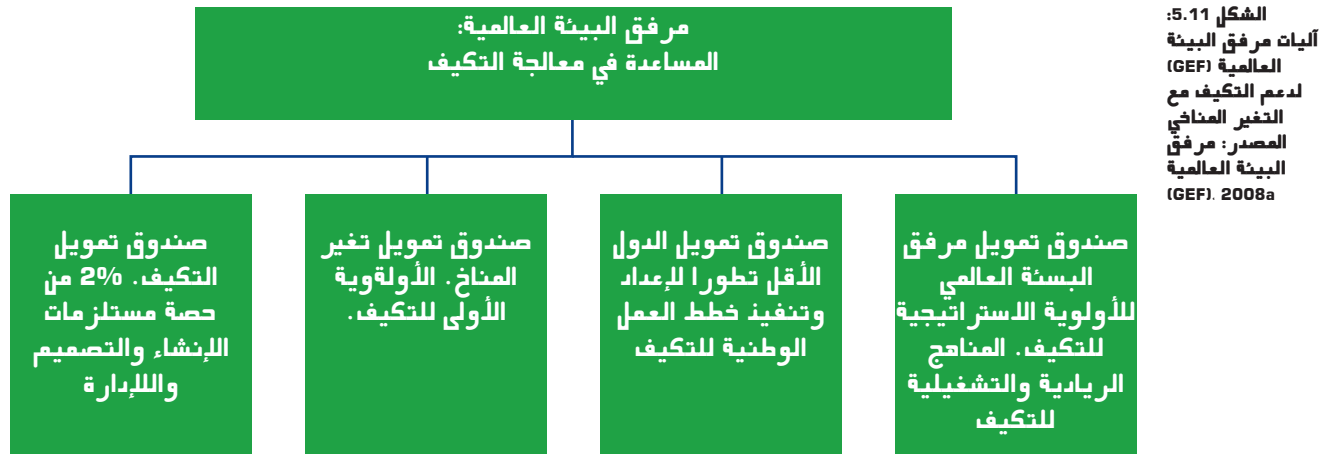 مرفق البيئة العالمية:
المساعدة في معالجة التكيف
صندوق تمويل مرفق
البسئة العالمي
للأولوية الاستراتيجية
للتكيف. المناهج
الريادية والتشغيلية
للتكيف
صندوق تمويل الدول
الأقل تطورا لإعداد
وتنفيذ خطط العمل
الوطنية للتكيف
صندوق تمويل تغير
المناخ. الأولةوية
الأولى للتكيف.
صندوق تمويل
التكيف. 2% من
حصة مستلزمات
الإنشاء والتصميم
واللإدارة
الشكل 5.11:
آليات مرفق البيئة
العالمية (GEF)
لدعم التكيف مع
التغير المناخي
المصدر: مرفق
البيئة العالمية
(GEF). 2008a